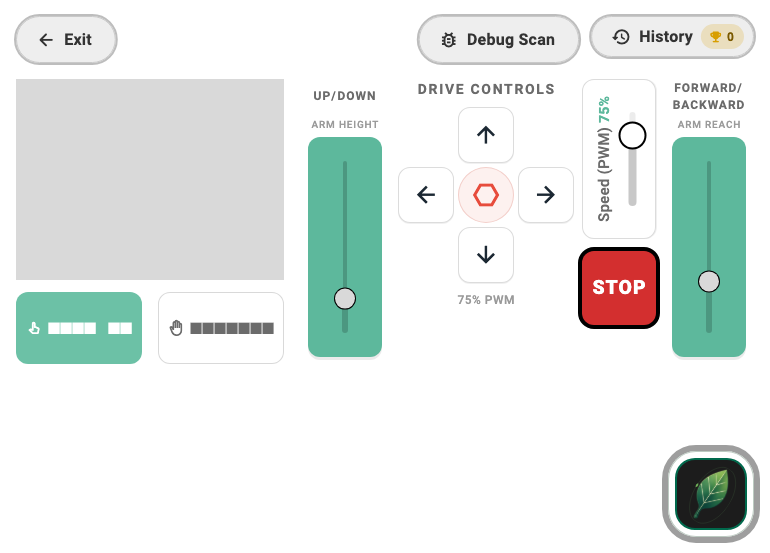 Exit
Debug Scan
History 0
UP/DOWN
ARM HEIGHT
DRIVE CONTROLS
75% PWM
Speed (PWM) 75%
STOP
FORWARD/
BACKWARD
ARM REACH